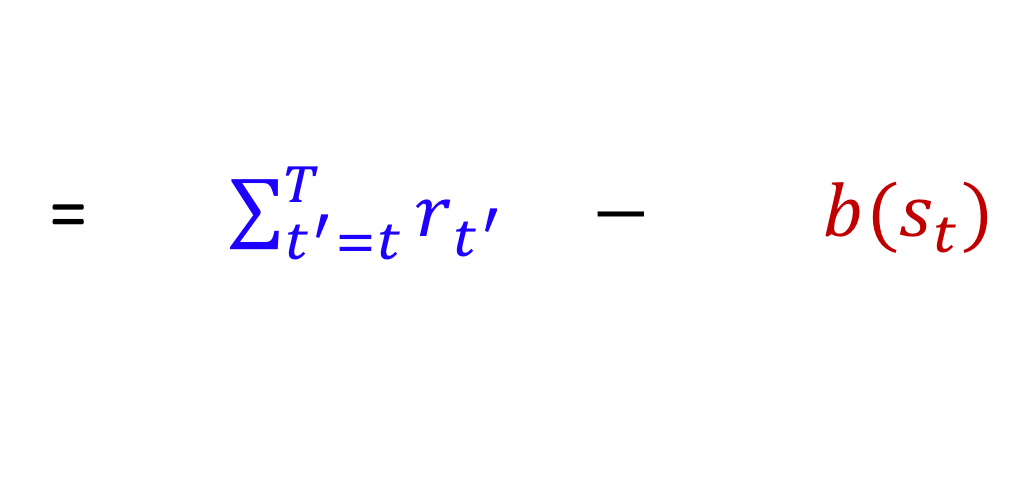 = ∑_{t'=t}^{T} r_{t'} − b(s_t)